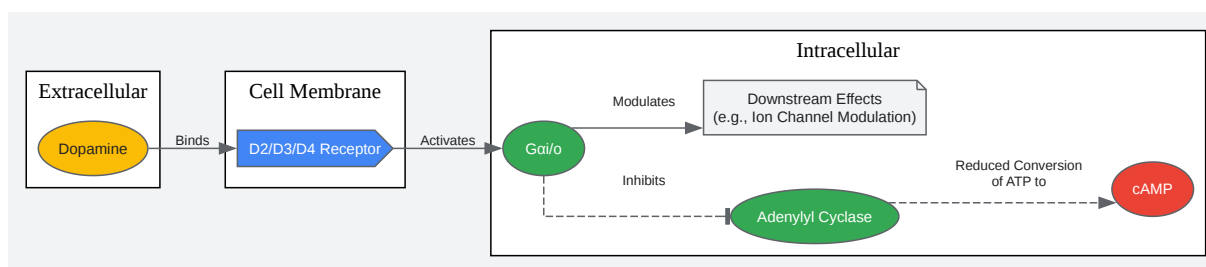 Extracellular
Dopamine
Binds
Cell Membrane
D2/D3/D4 Receptor
Activates
Intracellular
Gαi/o
Modulates
Downstream Effects
(e.g., Ion Channel Modulation)
Inhibits
Adenylyl Cyclase
Reduced Conversion
of ATP to
cAMP